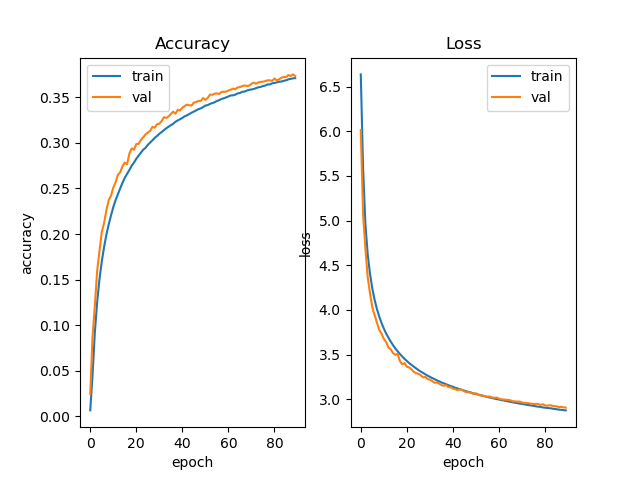 Accuracy
train
val
0.35
0.30
0.25
0.20
0.15
0.10
0.05
0.00
accuracy
0 20 40 60 80
epoch
Loss
train
val
6.5
6.0
5.5
5.0
4.5
4.0
3.5
3.0
loss
0 20 40 60 80
epoch